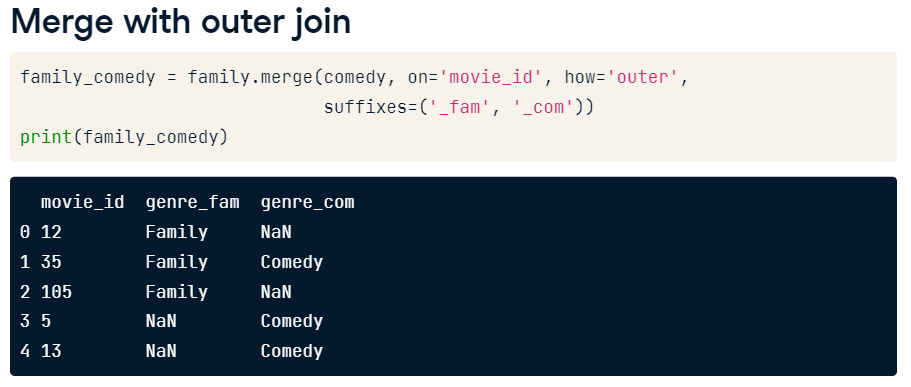 Merge with outer join
family_comedy = family.merge(comedy, on='movie_id', how='outer',
suffixes=('_fam', '_com'))
print(family_comedy)
movie_id genre_fam genre_com
0 12 Family NaN
1 35 Family Comedy
2 105 Family NaN
3 5 NaN Comedy
4 13 NaN Comedy